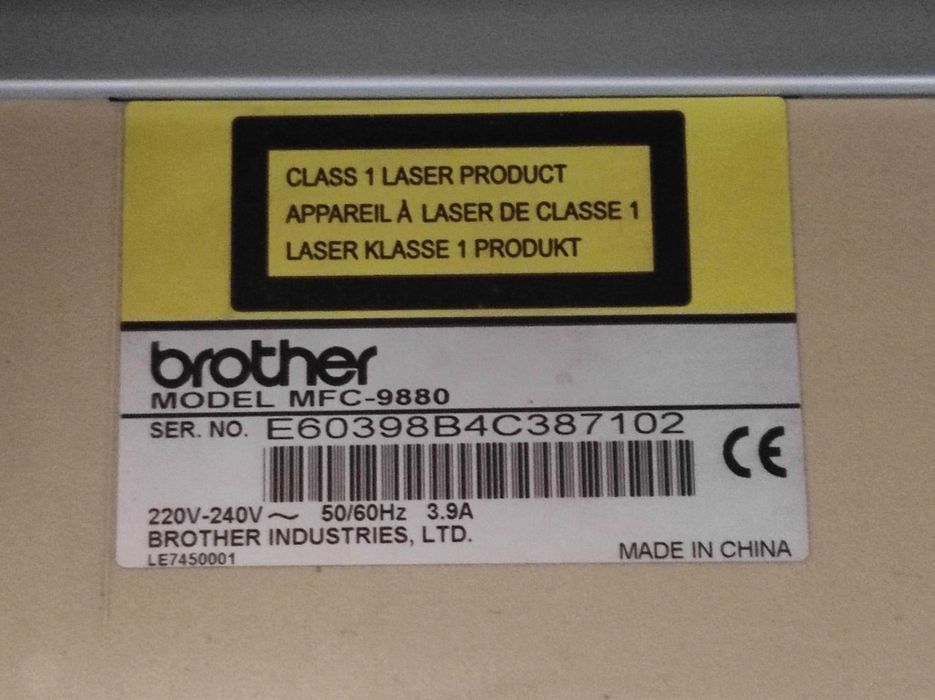 CLASS 1 LASER PRODUCT
APPAREIL À LASER DE CLASSE 1
LASER KLASSE 1 PRODUKT
brother
MODEL MFC-9880
SER. NO. E60398B4C387102
CE
220V-240V~ 50/60Hz 3.9A
BROTHER INDUSTRIES, LTD.
LE7450001
MADE IN CHINA